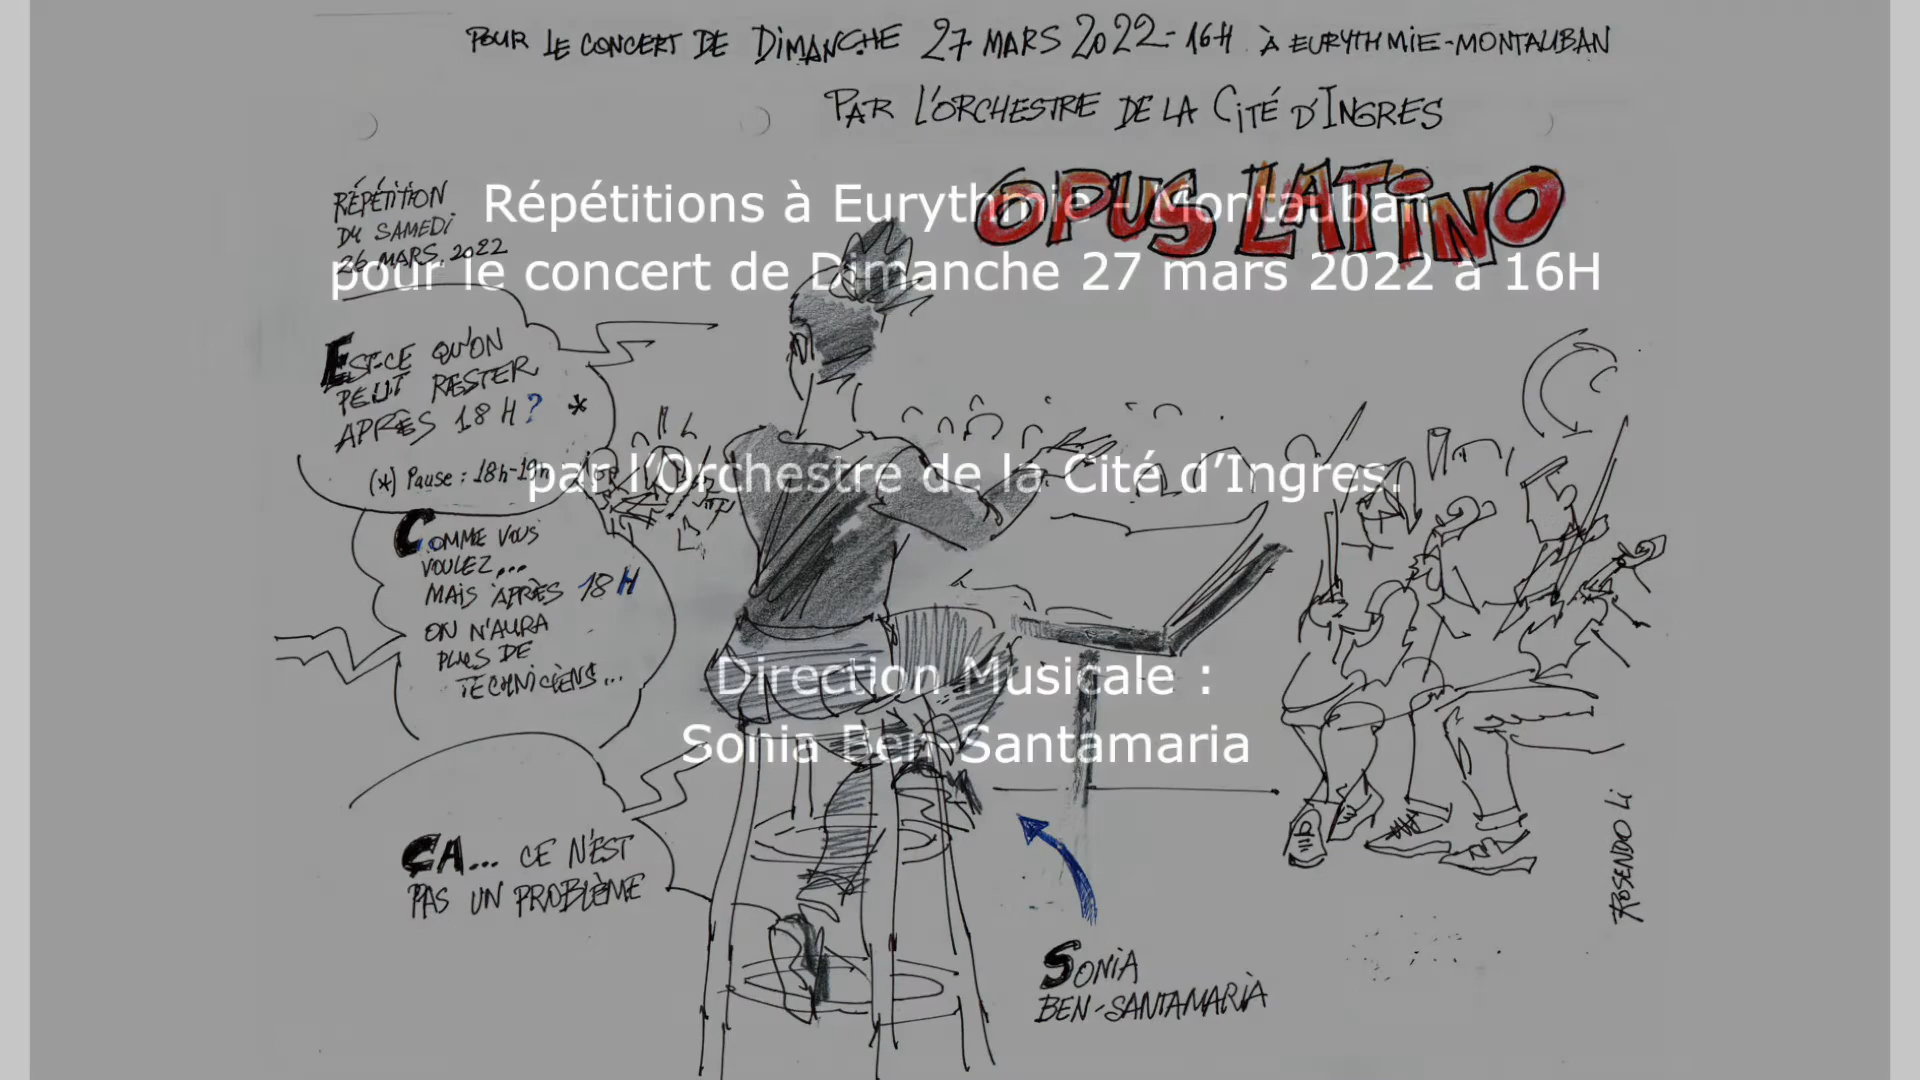 POUR LE CONCERT DE DIMANCHE 27 MARS 2022 - 16H À EURYTHMIE-MONTAUBAN
PAR L'ORCHESTRE DE LA CITÉ D'INGRES
OPUS LATINO
RÉPÉTITION
DU SAMEDI
26 MARS, 2022
Répétitions à Eurythmie - Montauban
pour le concert de Dimanche 27 mars 2022 à 16H
par l'Orchestre de la Cité d'Ingres.
Direction Musicale :
Sonia Ben-Santamaria
EST-CE QU'ON
PEUT RESTER
APRÈS 18 H ? *
(*) Pause : 18h-19h
COMME VOUS
VOULEZ...
MAIS APRÈS 18 H
ON N'AURA
PLUS DE
TECHNICIENS...
ÇA... CE N'EST
PAS UN PROBLÈME
SONIA
BEN-SANTAMARIA
ROSENDO Li